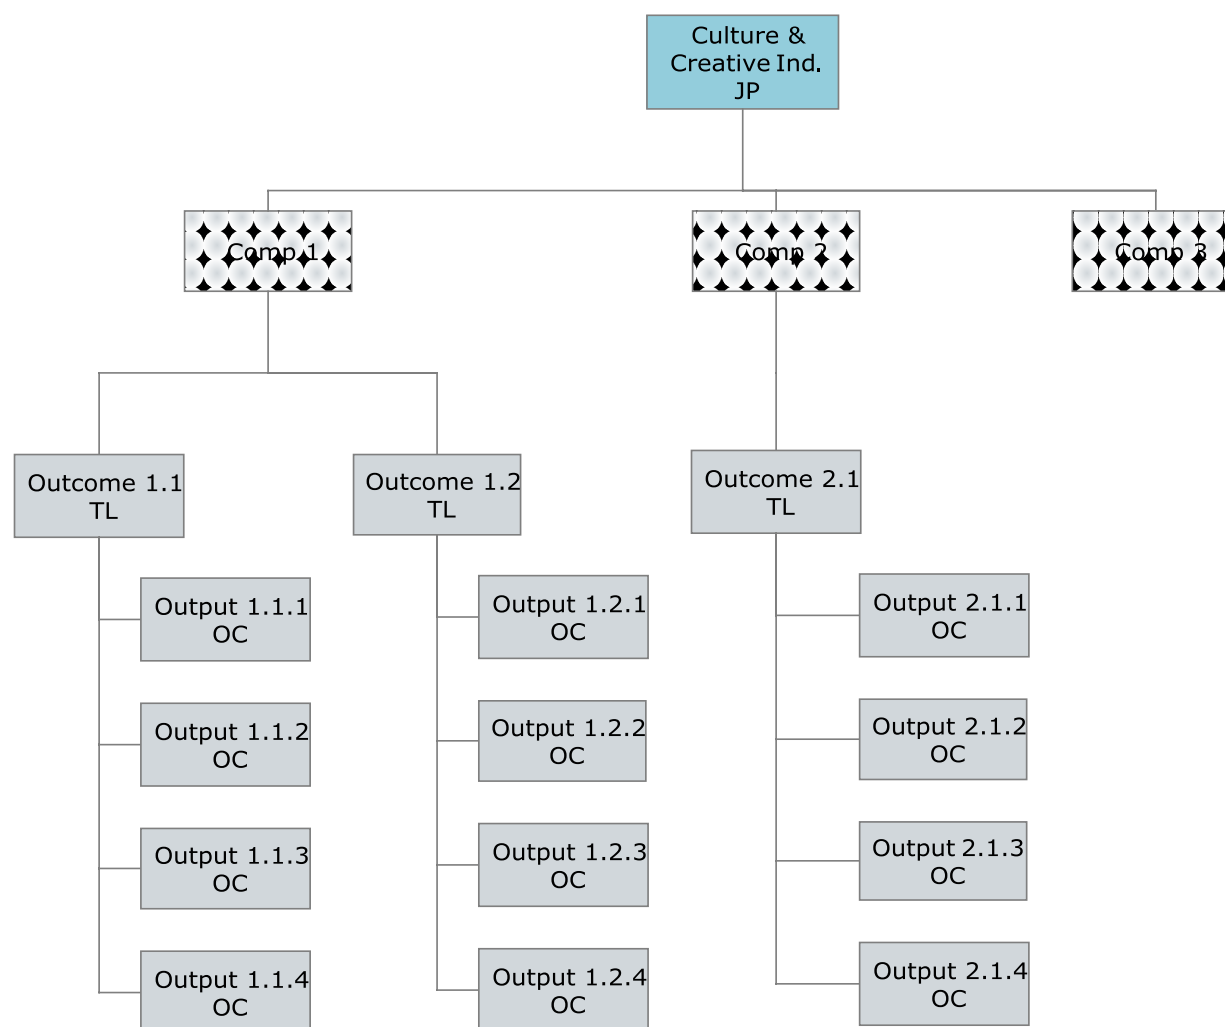 Culture &
Creative Ind.
JP
Comp 1
Comp 2
Comp 3
Outcome 1.1
TL
Outcome 1.2
TL
Outcome 2.1
TL
Output 1.1.1
OC
Output 1.2.1
OC
Output 2.1.1
OC
Output 1.1.2
OC
Output 1.2.2
OC
Output 2.1.2
OC
Output 1.1.3
OC
Output 1.2.3
OC
Output 2.1.3
OC
Output 1.1.4
OC
Output 1.2.4
OC
Output 2.1.4
OC